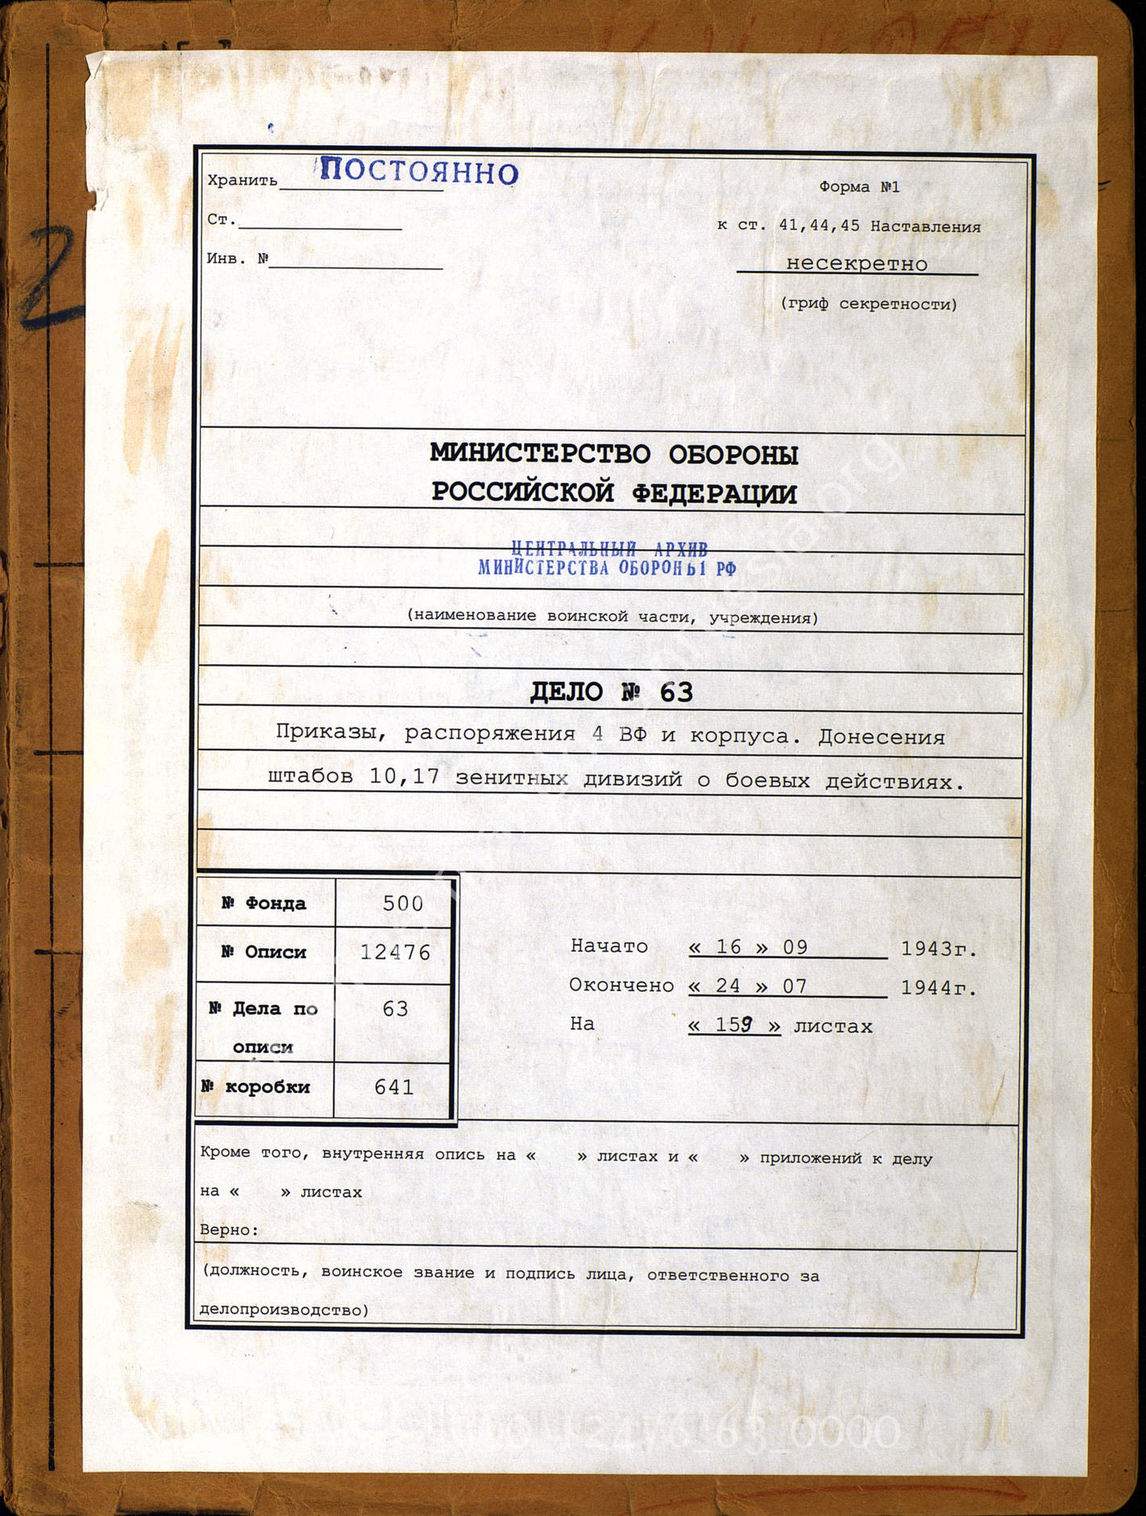 Хранить ПОСТОЯННО
Форма №1
Ст.
к ст. 41,44,45 Наставления
Инв. №
несекретно
(гриф секретности)
МИНИСТЕРСТВО ОБОРОНЫ
РОССИЙСКОЙ ФЕДЕРАЦИИ
ЦЕНТРАЛЬНЫЙ АРХИВ
МИНИСТЕРСТВА ОБОРОНЫ РФ
(наименование воинской части, учреждения)
ДЕЛО № 63
Приказы, распоряжения 4 ВФ и корпуса. Донесения
штабов 10,17 зенитных дивизий о боевых действиях.
№ Фонда 500
№ Описи 12476
№ Дела по 63
описи
№ коробки 641
Начато « 16 » 09 1943г.
Окончено « 24 » 07 1944г.
На « 159 » листах
Кроме того, внутренняя опись на « » листах и « » приложений к делу
на « » листах
Верно:
(должность, воинское звание и подпись лица, ответственного за
делопроизводство)
12476-63_0000
2